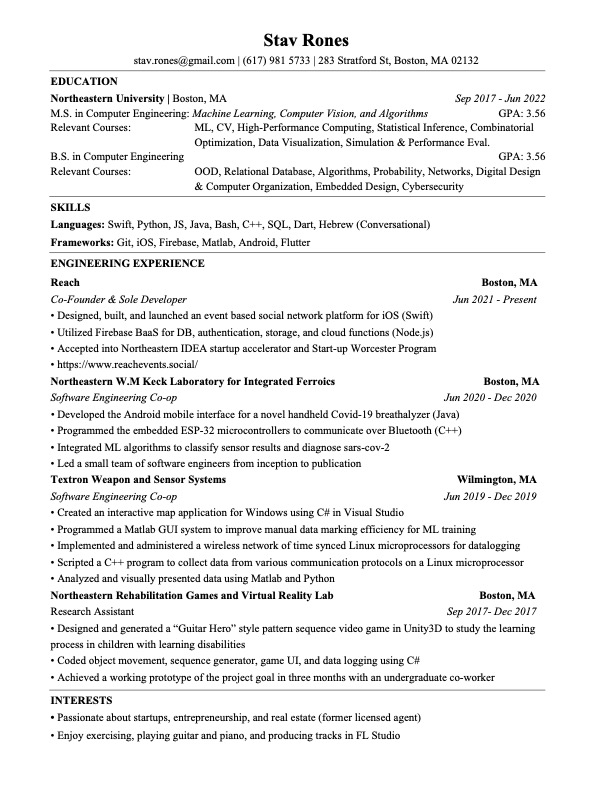 Stav Rones
stav.rones@gmail.com | (617) 981 5733 | 283 Stratford St, Boston, MA 02132
EDUCATION
Northeastern University | Boston, MA Sep 2017 - Jun 2022
M.S. in Computer Engineering: Machine Learning, Computer Vision, and Algorithms GPA: 3.56
Relevant Courses: ML, CV, High-Performance Computing, Statistical Inference, Combinatorial
Optimization, Data Visualization, Simulation & Performance Eval.
B.S. in Computer Engineering GPA: 3.56
Relevant Courses: OOD, Relational Database, Algorithms, Probability, Networks, Digital Design
& Computer Organization, Embedded Design, Cybersecurity
SKILLS
Languages: Swift, Python, JS, Java, Bash, C++, SQL, Dart, Hebrew (Conversational)
Frameworks: Git, iOS, Firebase, Matlab, Android, Flutter
ENGINEERING EXPERIENCE
Reach Boston, MA
Co-Founder & Sole Developer Jun 2021 - Present
• Designed, built, and launched an event based social network platform for iOS (Swift)
• Utilized Firebase BaaS for DB, authentication, storage, and cloud functions (Node.js)
• Accepted into Northeastern IDEA startup accelerator and Start-up Worcester Program
• https://www.reachevents.social/
Northeastern W.M Keck Laboratory for Integrated Ferroics Boston, MA
Software Engineering Co-op Jun 2020 - Dec 2020
• Developed the Android mobile interface for a novel handheld Covid-19 breathalyzer (Java)
• Programmed the embedded ESP-32 microcontrollers to communicate over Bluetooth (C++)
• Integrated ML algorithms to classify sensor results and diagnose sars-cov-2
• Led a small team of software engineers from inception to publication
Textron Weapon and Sensor Systems Wilmington, MA
Software Engineering Co-op Jun 2019 - Dec 2019
• Created an interactive map application for Windows using C# in Visual Studio
• Programmed a Matlab GUI system to improve manual data marking efficiency for ML training
• Implemented and administered a wireless network of time synced Linux microprocessors for datalogging
• Scripted a C++ program to collect data from various communication protocols on a Linux microprocessor
• Analyzed and visually presented data using Matlab and Python
Northeastern Rehabilitation Games and Virtual Reality Lab Boston, MA
Research Assistant Sep 2017- Dec 2017
• Designed and generated a “Guitar Hero” style pattern sequence video game in Unity3D to study the learning
process in children with learning disabilities
• Coded object movement, sequence generator, game UI, and data logging using C#
• Achieved a working prototype of the project goal in three months with an undergraduate co-worker
INTERESTS
• Passionate about startups, entrepreneurship, and real estate (former licensed agent)
• Enjoy exercising, playing guitar and piano, and producing tracks in FL Studio